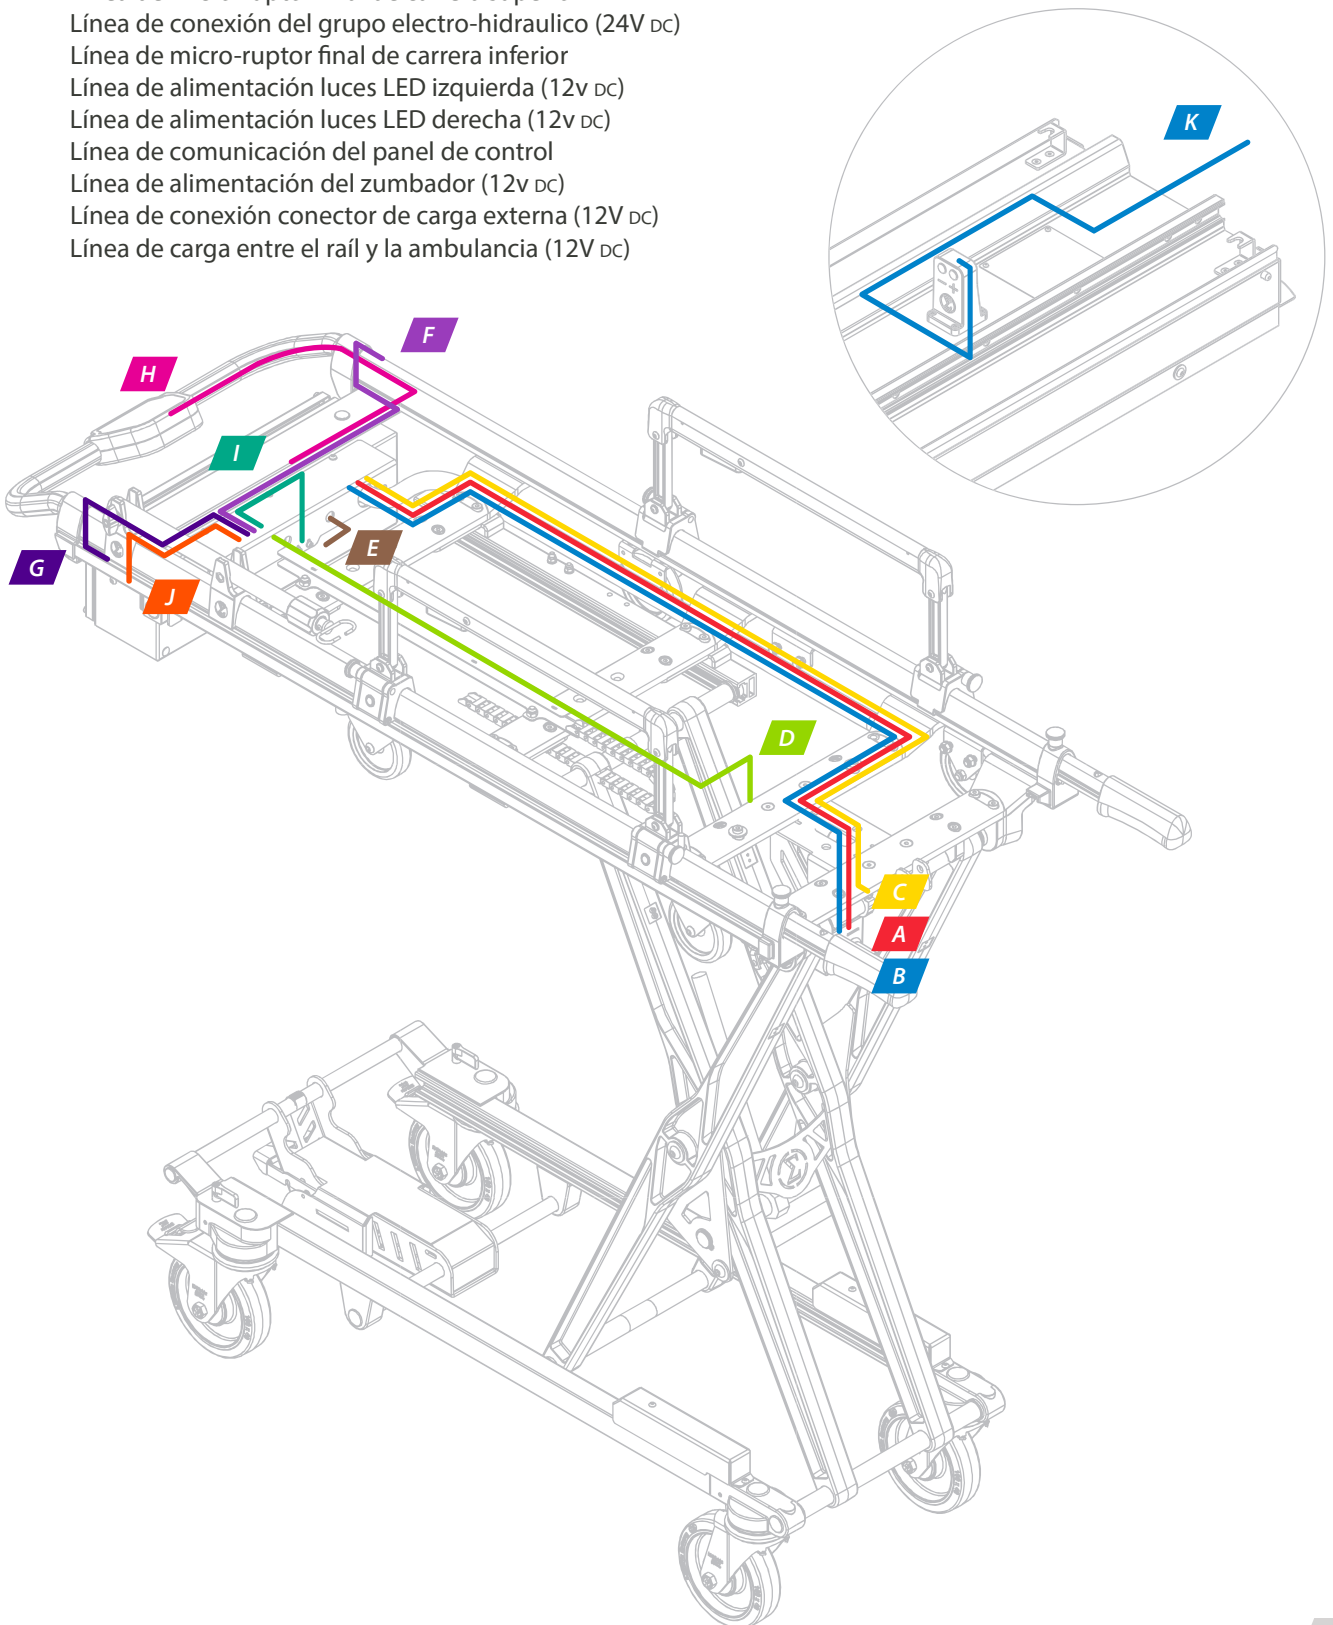 Línea de conexión del grupo electro-hidraulico (24V DC)
Línea de micro-ruptor final de carrera inferior
Línea de alimentación luces LED izquierda (12v DC)
Línea de alimentación luces LED derecha (12v DC)
Línea de comunicación del panel de control
Línea de alimentación del zumbador (12v DC)
Línea de conexión conector de carga externa (12V DC)
Línea de carga entre el raíl y la ambulancia (12V DC)
K
F
H
I
E
G
J
D
C
A
B